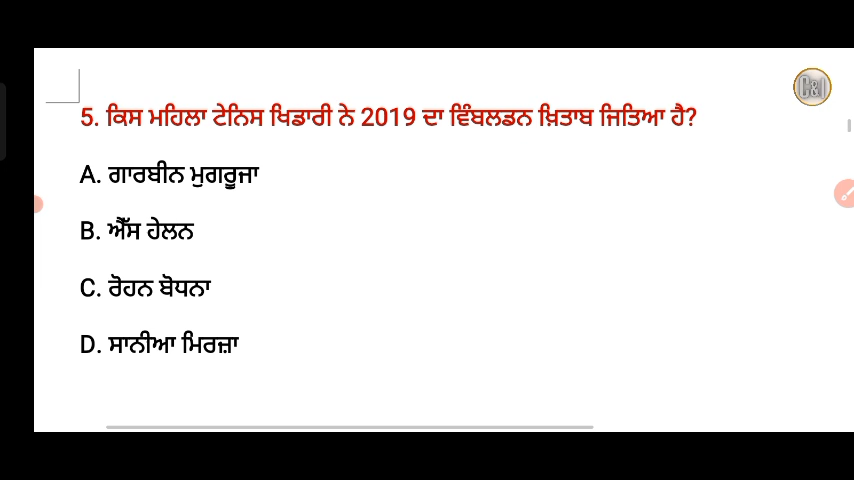 C&I
5. ਕਿਸ ਮਹਿਲਾ ਟੇਨਿਸ ਖਿਡਾਰੀ ਨੇ 2019 ਦਾ ਵਿੰਬਲਡਨ ਖ਼ਿਤਾਬ ਜਿਤਿਆ ਹੈ?
A. ਗਾਰਬੀਨ ਮੁਗਰੂਜਾ
B. ਐੱਸ ਹੇਲਨ
C. ਰੋਹਨ ਬੋਧਨਾ
D. ਸਾਨੀਆ ਮਿਰਜ਼ਾ